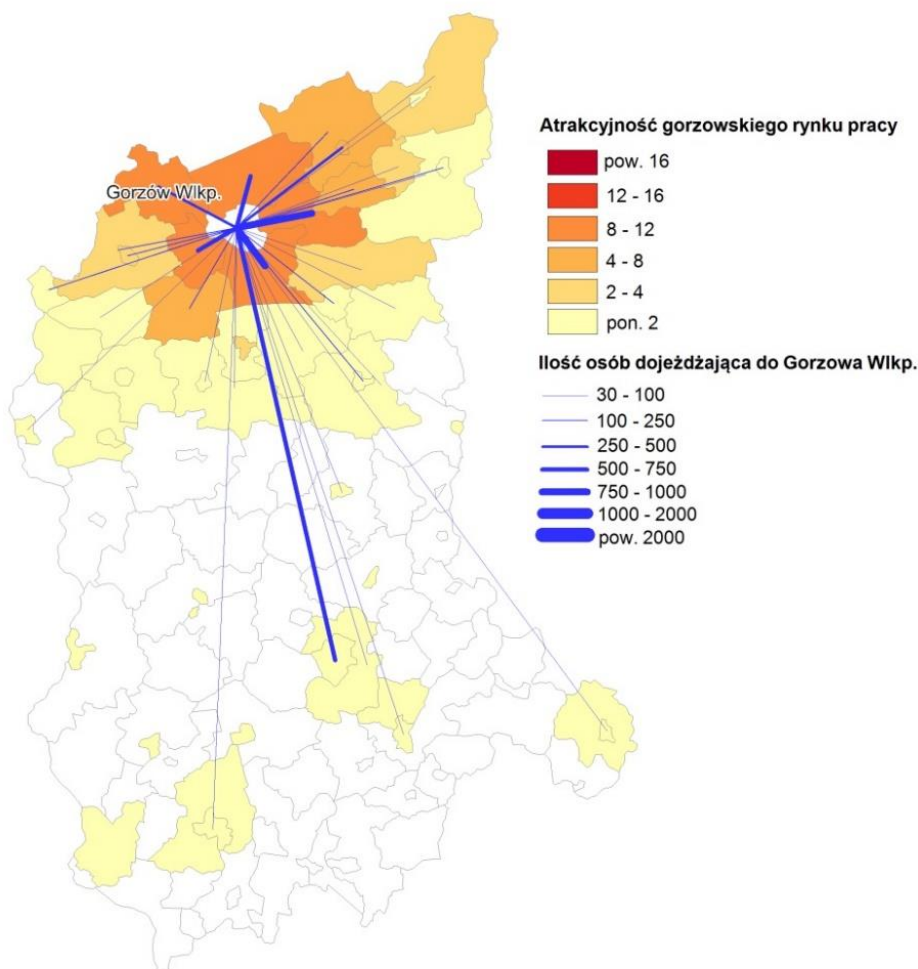 Gorzów Wlkp.
Atrakcyjność gorzowskiego rynku pracy
pow. 16
12 - 16
8 - 12
4 - 8
2 - 4
pon. 2
Ilość osób dojeżdżająca do Gorzowa Wlkp.
30 - 100
100 - 250
250 - 500
500 - 750
750 - 1000
1000 - 2000
pow. 2000